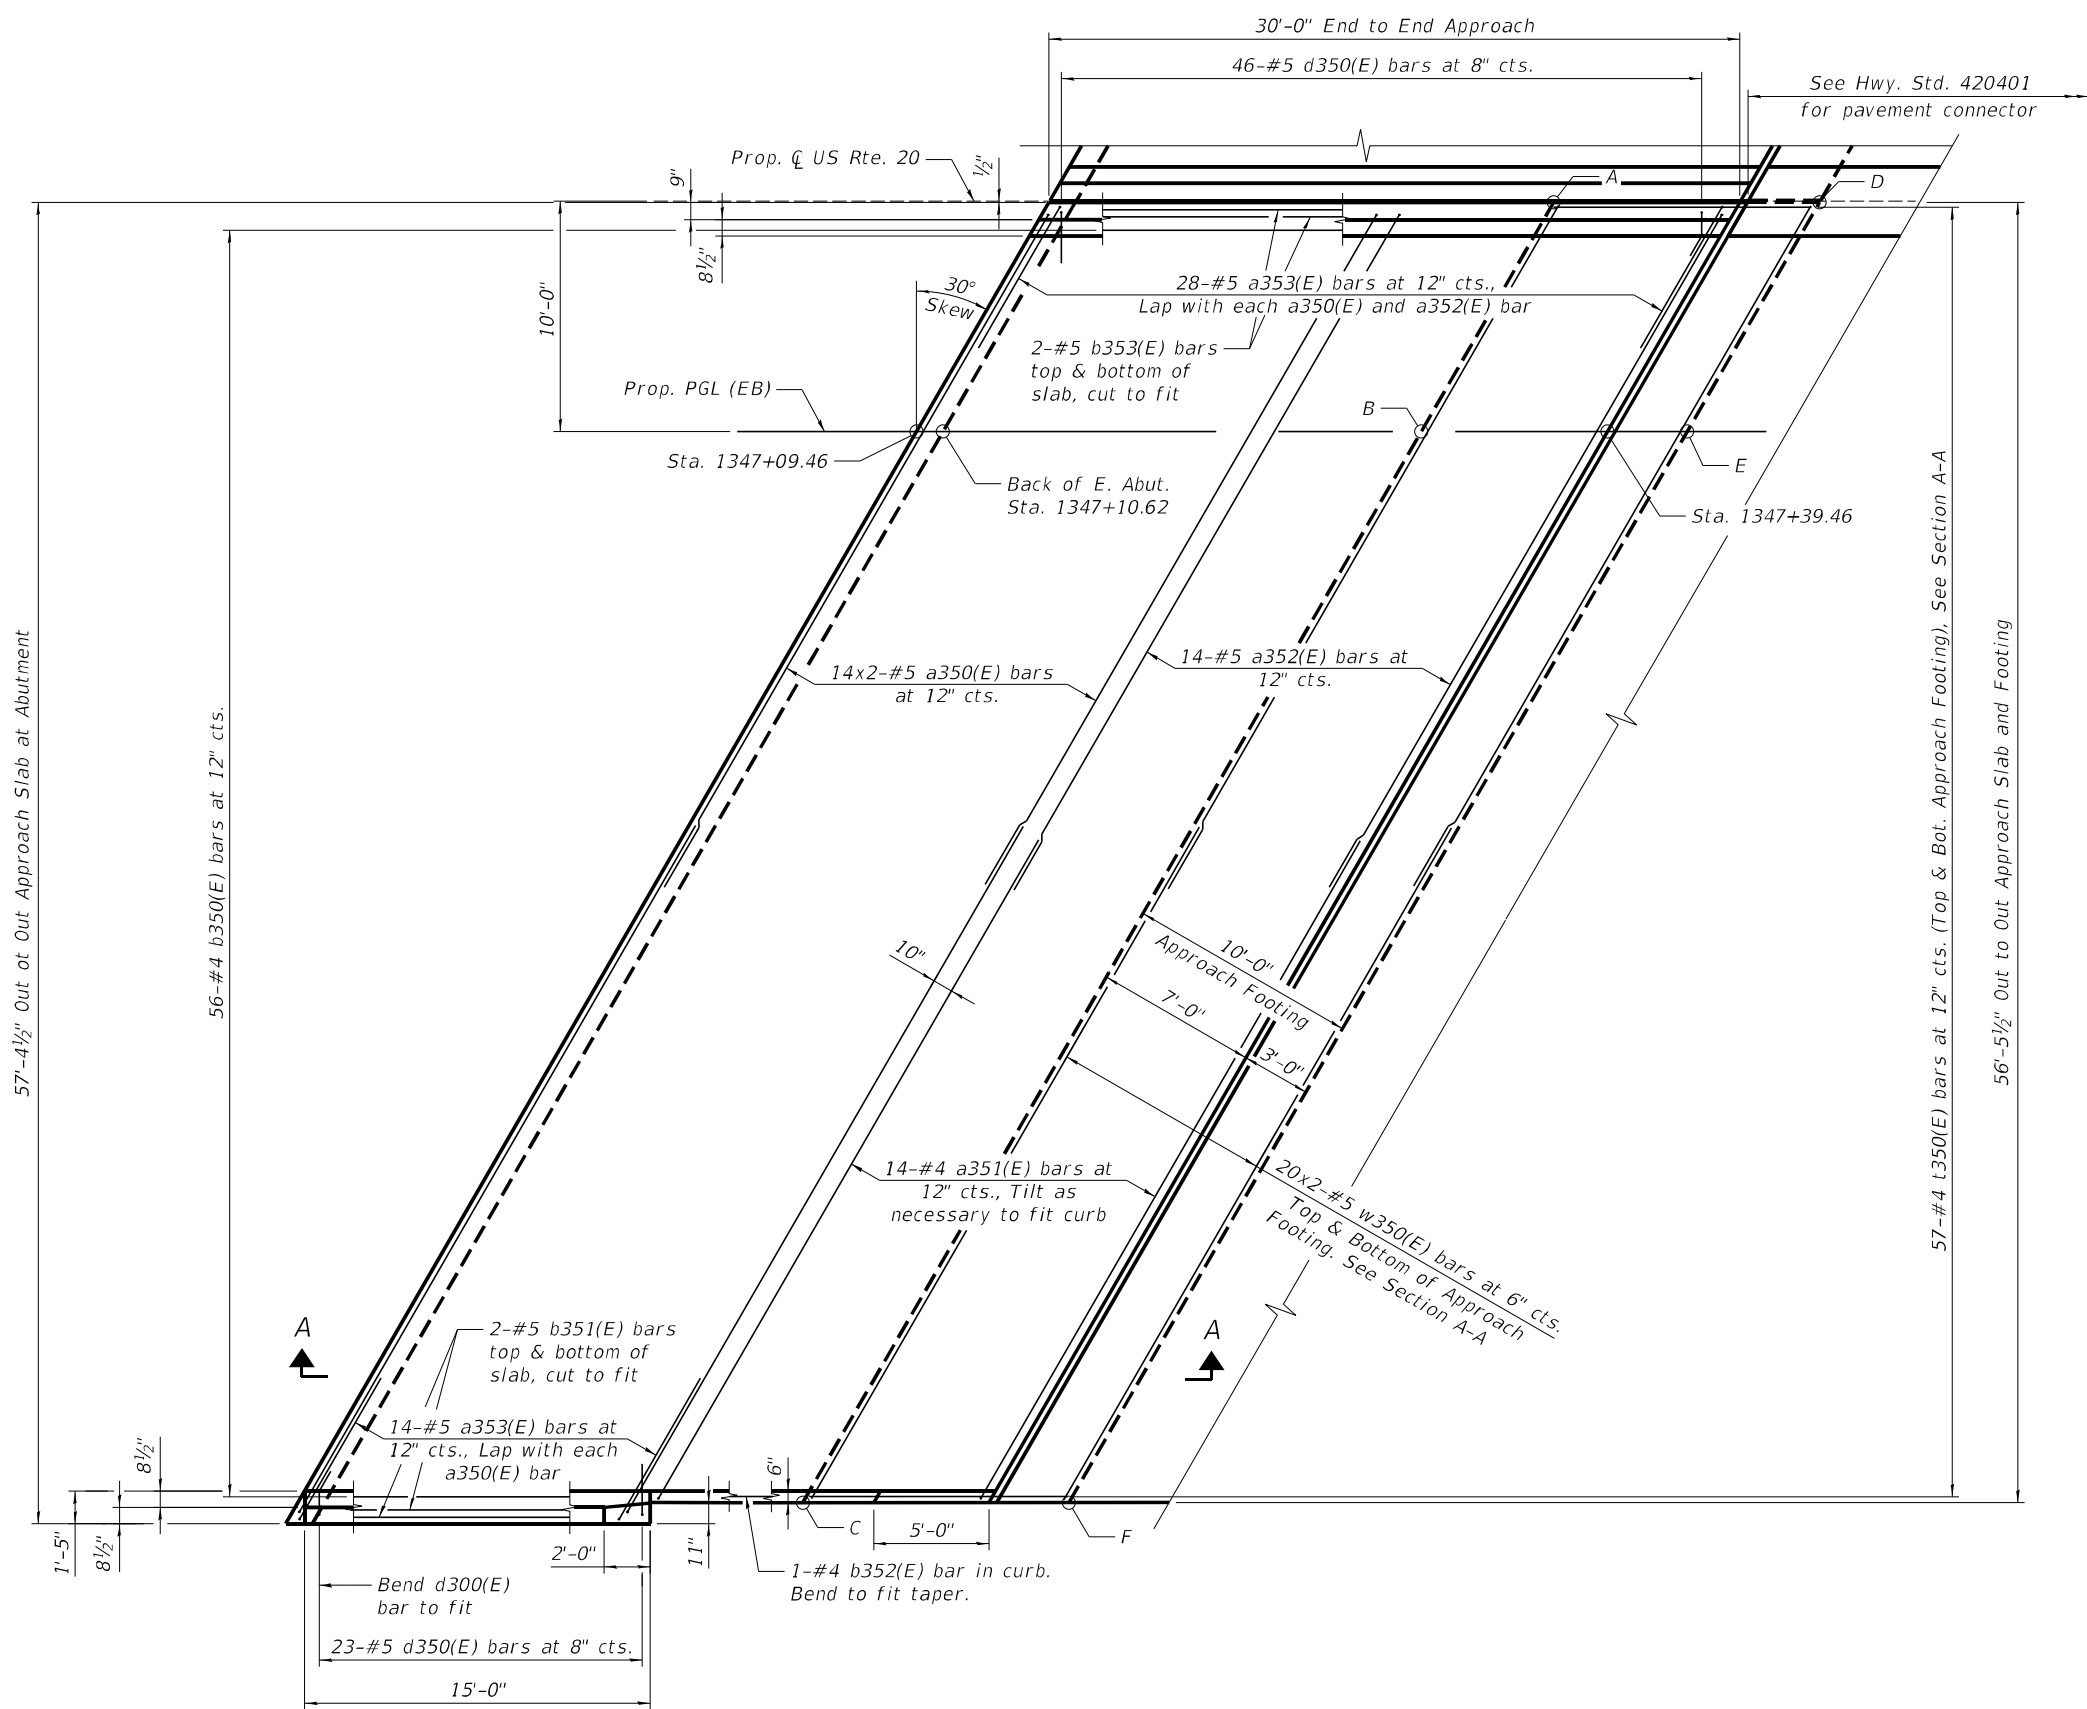 30'-0" End to End Approach
46-#5 d350(E) bars at 8" cts.
See Hwy. Std. 420401
for pavement connector
Prop. ℄ US Rte. 20
½"
9"
8½"
A
D
10'-0"
30°
Skew
28-#5 a353(E) bars at 12" cts.,
Lap with each a350(E) and a352(E) bar
2-#5 b353(E) bars
top & bottom of
slab, cut to fit
Prop. PGL (EB)
B
Sta. 1347+09.46
Back of E. Abut.
Sta. 1347+10.62
E
Sta. 1347+39.46
57'-4½" Out ot Out Approach Slab at Abutment
56-#4 b350(E) bars at 12" cts.
57-#4 t350(E) bars at 12" cts. (Top & Bot. Approach Footing), See Section A-A
56'-5½" Out to Out Approach Slab and Footing
14x2-#5 a350(E) bars
at 12" cts.
14-#5 a352(E) bars at
12" cts.
10"
10'-0"
Approach Footing
7'-0"
3'-0"
14-#4 a351(E) bars at
12" cts., Tilt as
necessary to fit curb
20x2-#5 w350(E) bars at 6" cts.
Top & Bottom of Approach
Footing. See Section A-A
A
A
2-#5 b351(E) bars
top & bottom of
slab, cut to fit
14-#5 a353(E) bars at
12" cts., Lap with each
a350(E) bar
8½"
1'-5"
8½"
6"
11"
2'-0"
C
5'-0"
F
1-#4 b352(E) bar in curb.
Bend to fit taper.
Bend d300(E)
bar to fit
23-#5 d350(E) bars at 8" cts.
15'-0"